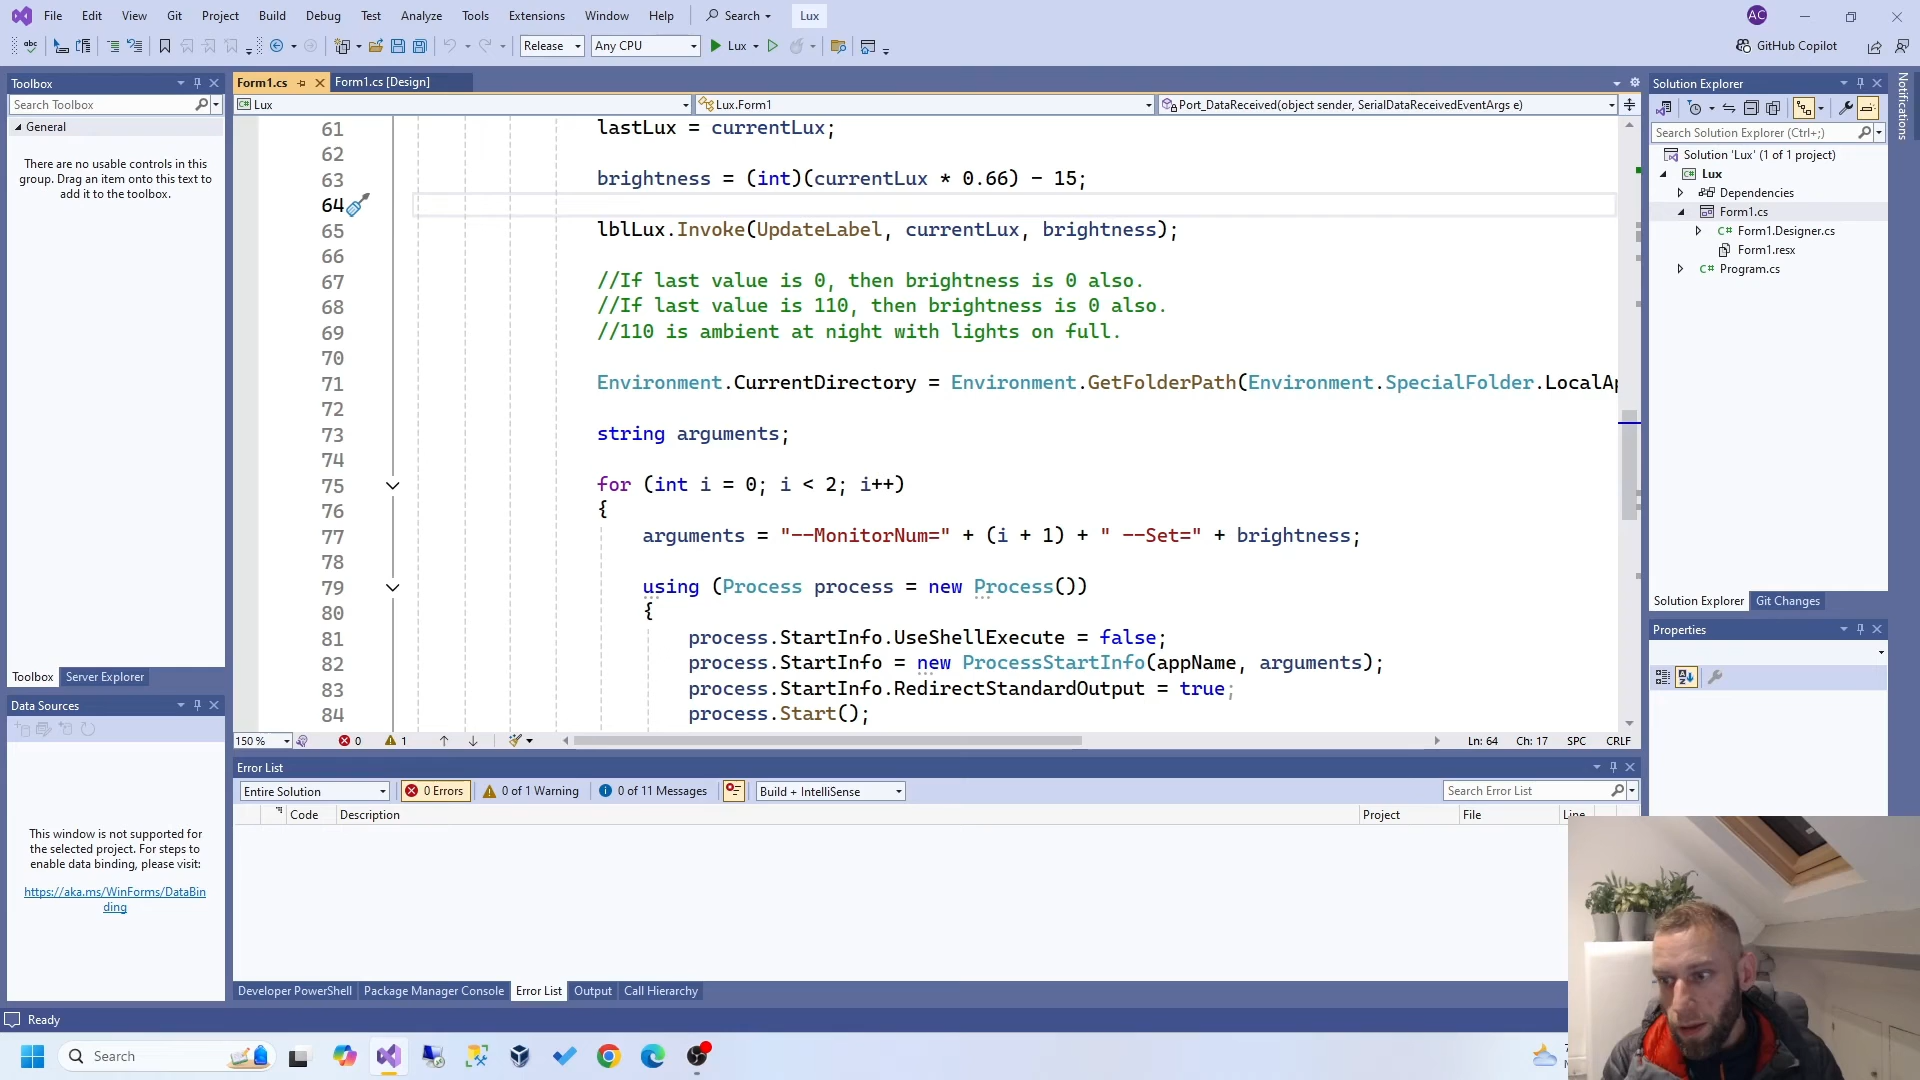 File Edit View Git Project Build Debug Test Analyze Tools Extensions Window Help Search Lux AC
Release Any CPU Lux GitHub Copilot
Toolbox
Search Toolbox
General
There are no usable controls in this
group. Drag an item onto this text to
add it to the toolbox.
Toolbox Server Explorer
Data Sources
This window is not supported for
the selected project. For steps to
enable data binding, please visit:
https://aka.ms/WinForms/DataBin
ding
Form1.cs Form1.cs [Design]
Lux Lux.Form1 Port_DataReceived(object sender, SerialDataReceivedEventArgs e)
61 lastLux = currentLux;
62
63 brightness = (int)(currentLux * 0.66) - 15;
64
65 lblLux.Invoke(UpdateLabel, currentLux, brightness);
66
67 //If last value is 0, then brightness is 0 also.
68 //If last value is 110, then brightness is 0 also.
69 //110 is ambient at night with lights on full.
70
71 Environment.CurrentDirectory = Environment.GetFolderPath(Environment.SpecialFolder.LocalAp
72
73 string arguments;
74
75 for (int i = 0; i < 2; i++)
76 {
77 arguments = "--MonitorNum=" + (i + 1) + " --Set=" + brightness;
78
79 using (Process process = new Process())
80 {
81 process.StartInfo.UseShellExecute = false;
82 process.StartInfo = new ProcessStartInfo(appName, arguments);
83 process.StartInfo.RedirectStandardOutput = true;
84 process.Start();
150 % 0 1 Ln: 64 Ch: 17 SPC CRLF
Error List
Entire Solution 0 Errors 0 of 1 Warning 0 of 11 Messages Build + IntelliSense Search Error List
Code Description Project File Line
Developer PowerShell Package Manager Console Error List Output Call Hierarchy
Solution Explorer
Search Solution Explorer (Ctrl+;)
Solution 'Lux' (1 of 1 project)
Lux
Dependencies
Form1.cs
C# Form1.Designer.cs
Form1.resx
C# Program.cs
Solution Explorer Git Changes
Properties
Notifications
Ready
Search